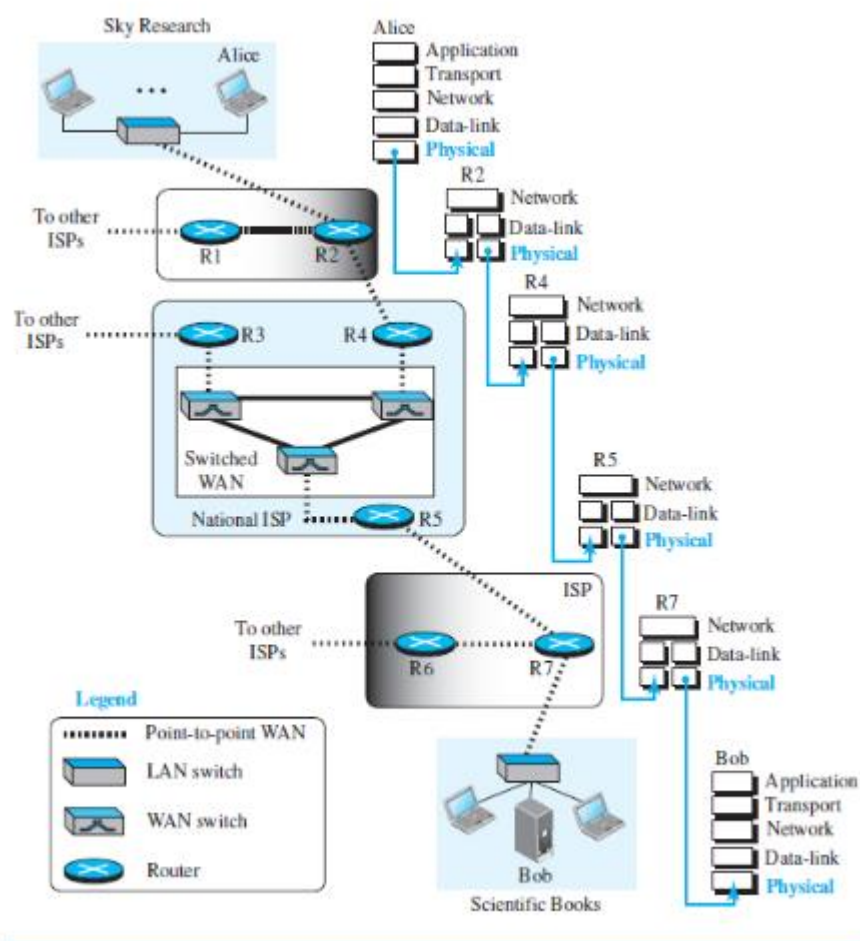 Sky Research
Alice
Alice
Application
Transport
Network
Data-link
Physical
R2
Network
Data-link
Physical
To other
ISPs
R1
R2
R4
Network
Data-link
Physical
To other
ISPs
R3
R4
Switched
WAN
National ISP
R5
R5
Network
Data-link
Physical
ISP
To other
ISPs
R6
R7
R7
Network
Data-link
Physical
Legend
Point-to-point WAN
LAN switch
WAN switch
Router
Bob
Scientific Books
Bob
Application
Transport
Network
Data-link
Physical